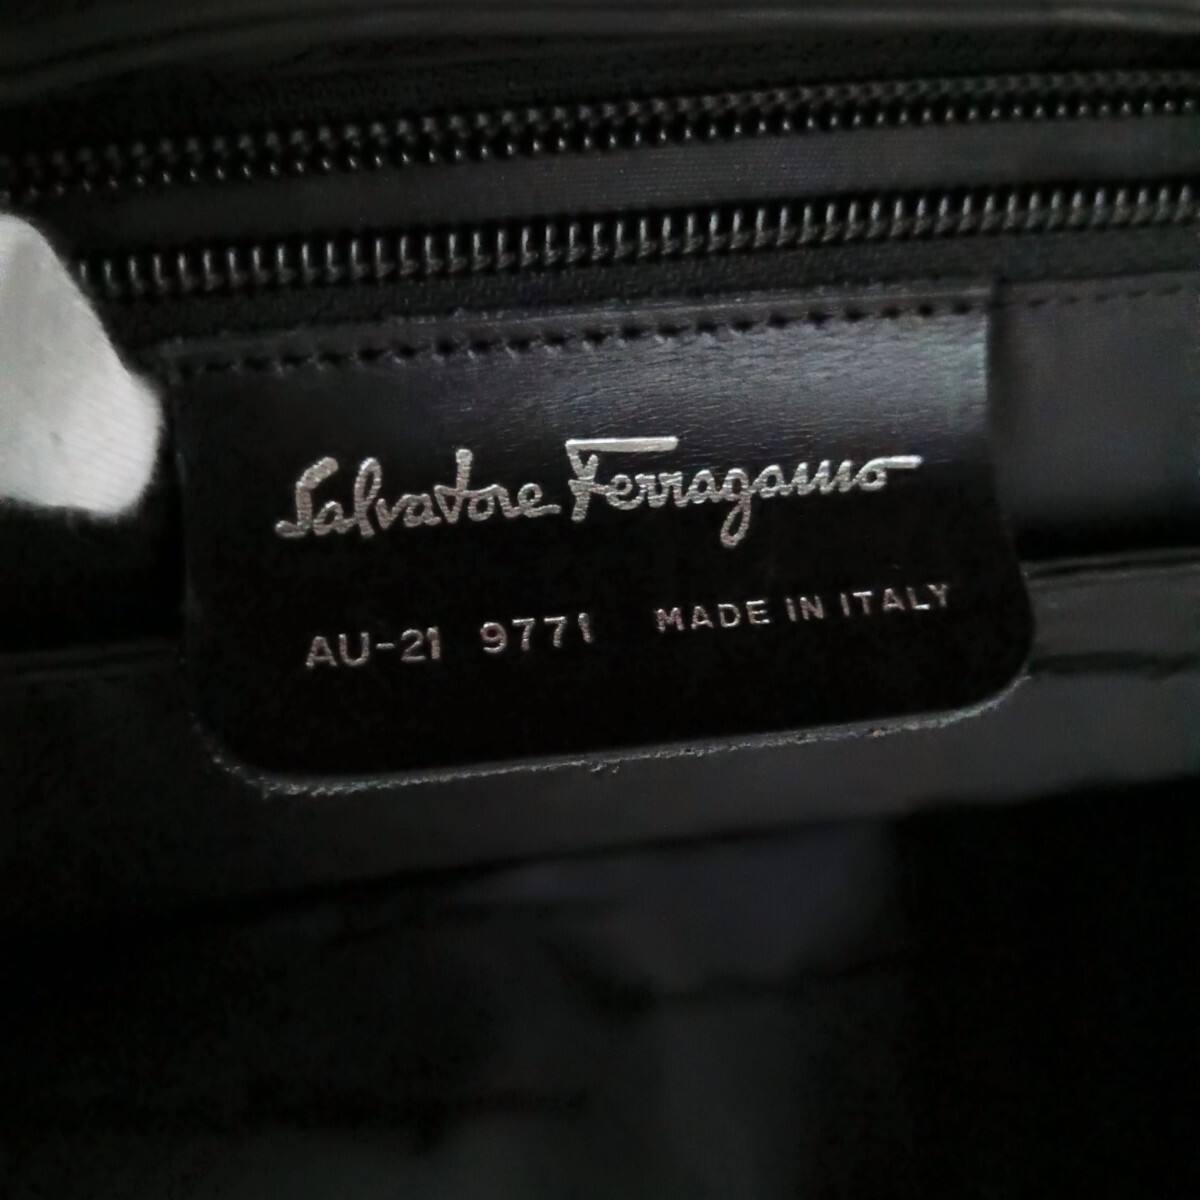 Salvatore Ferragamo
AU-21 9771 MADE IN ITALY